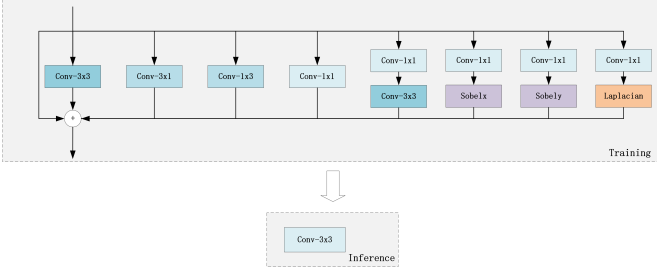 Conv-1x1 Conv-1x1 Conv-1x1 Conv-1x1
Conv-3x3 Conv-3x1 Conv-1x3 Conv-1x1
Conv-3x3 Sobelx Sobely Laplacian
+
Training
Conv-3x3
Inference